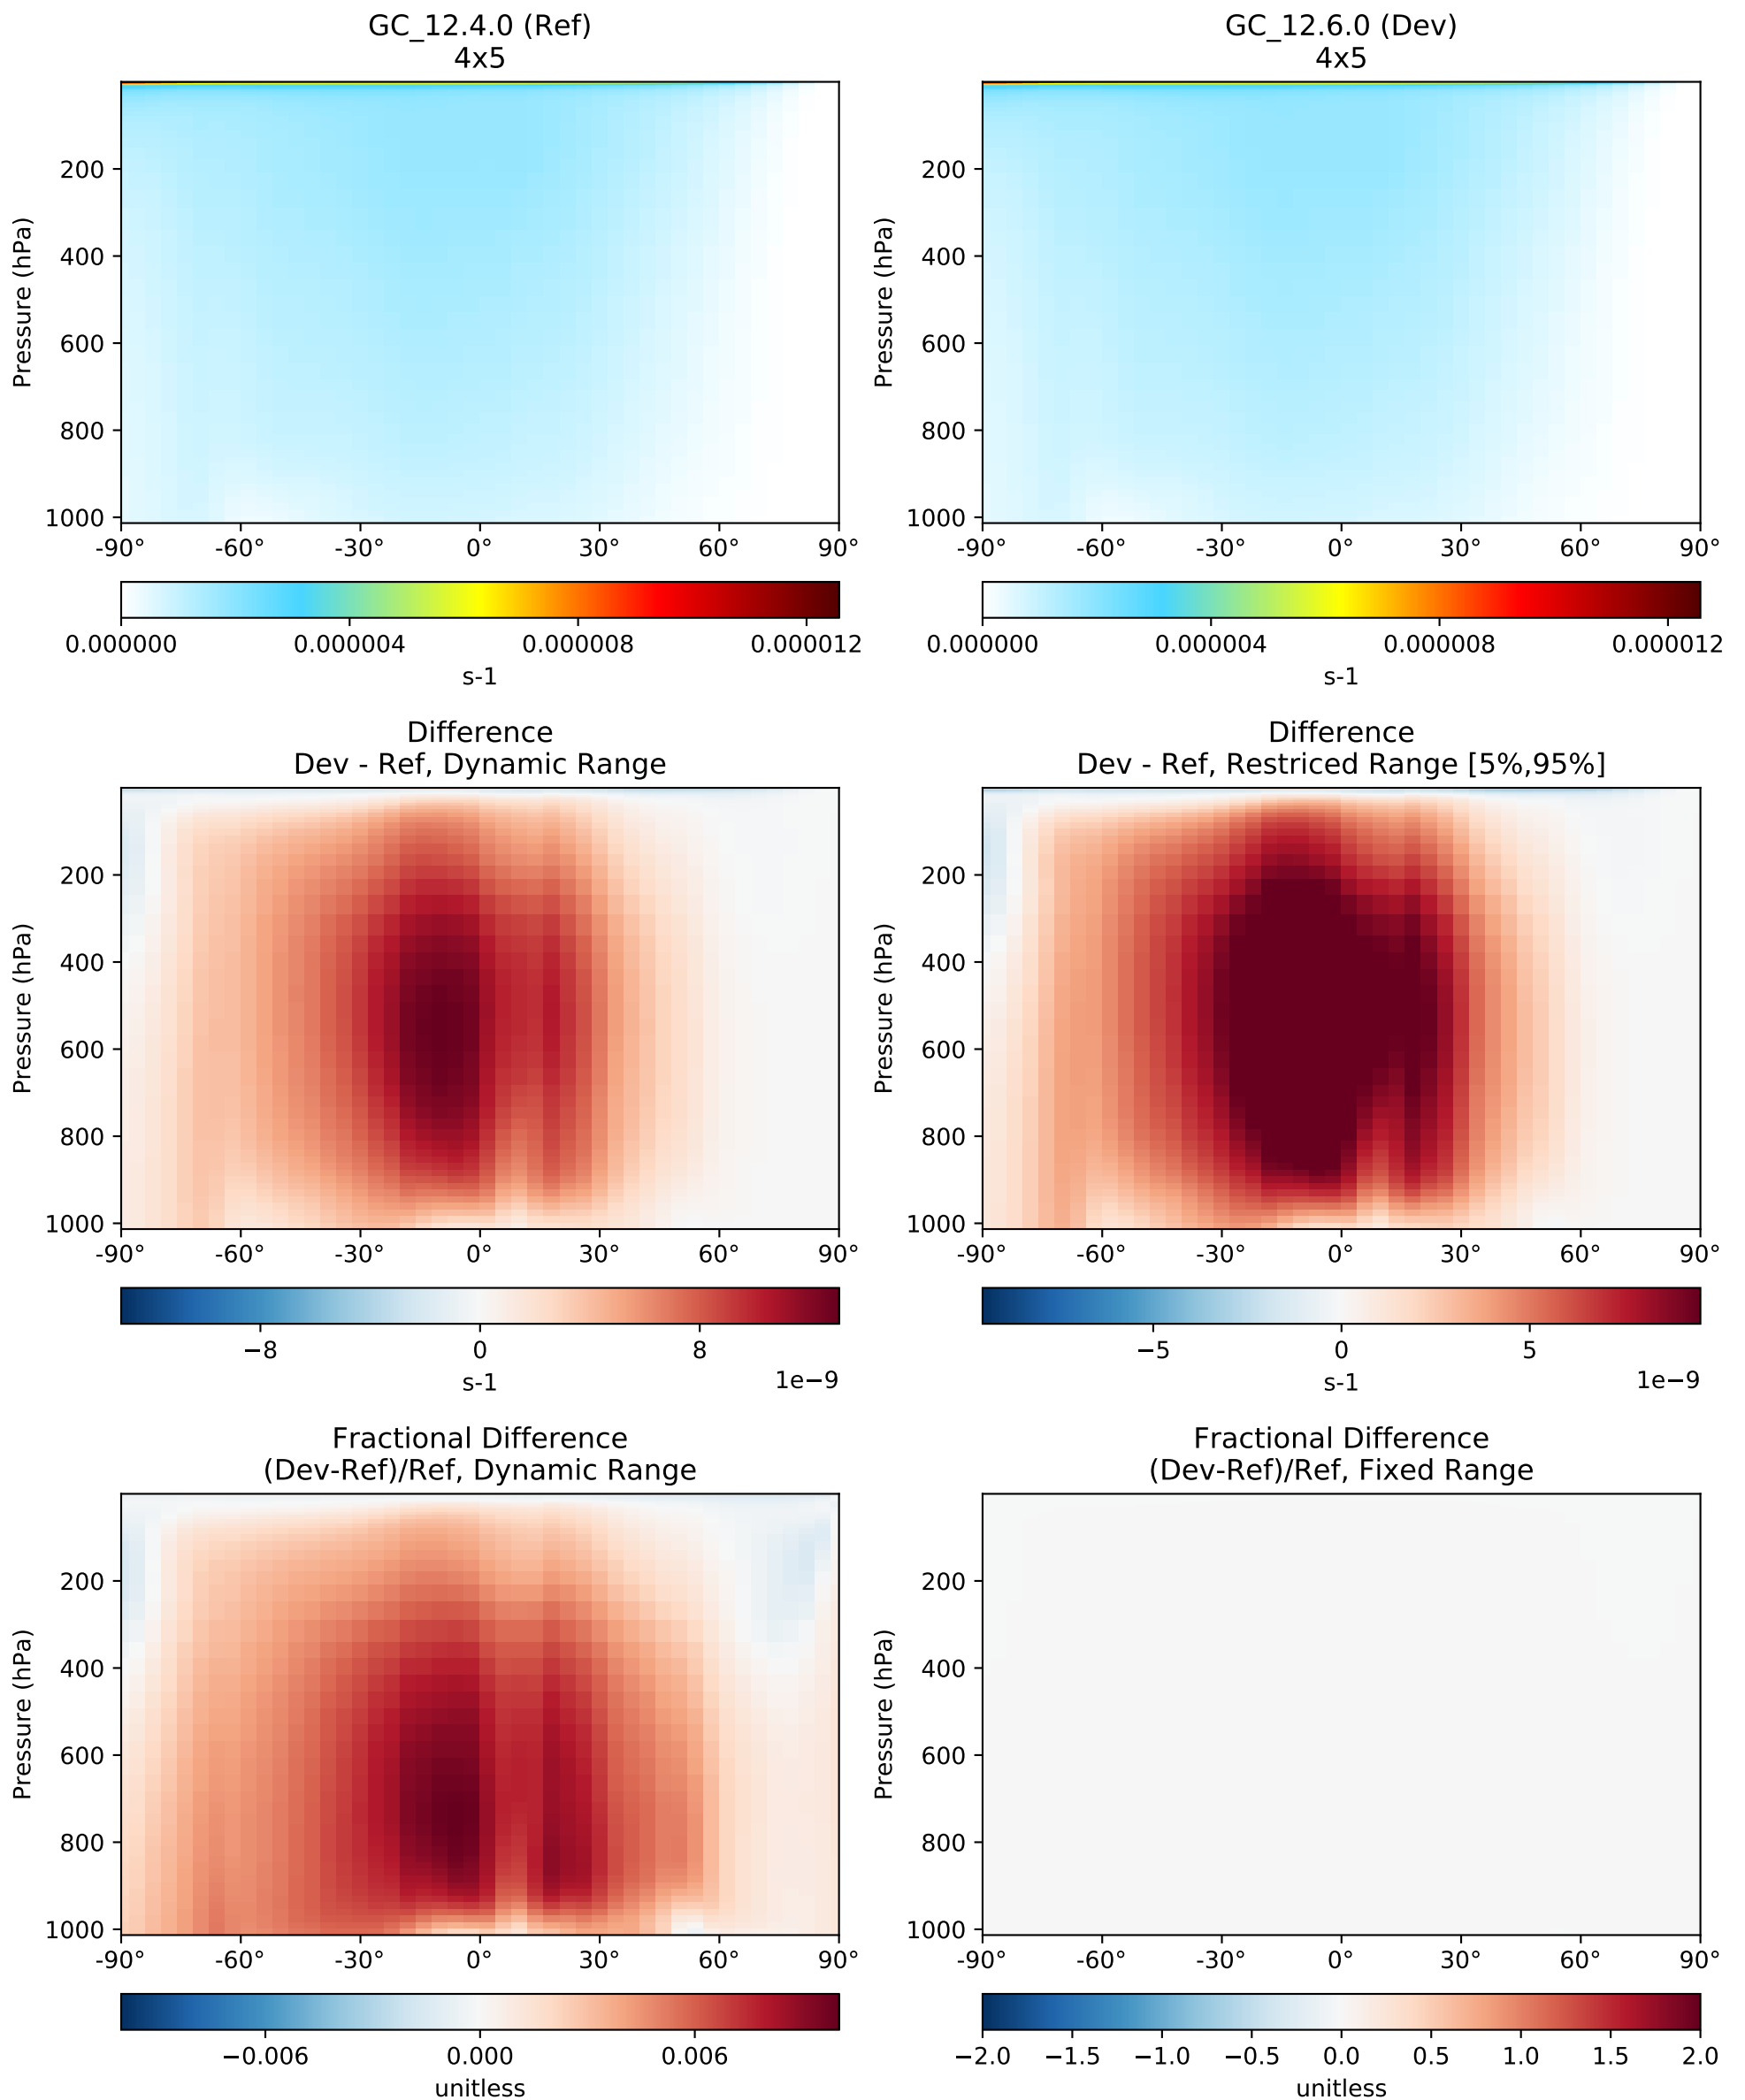 GC_12.4.0 (Ref)
4x5
Pressure (hPa)
200
400
600
800
1000
-90° -60° -30° 0° 30° 60° 90°
0.000000 0.000004 0.000008 0.000012
s-1
GC_12.6.0 (Dev)
4x5
Pressure (hPa)
200
400
600
800
1000
-90° -60° -30° 0° 30° 60° 90°
0.000000 0.000004 0.000008 0.000012
s-1
Difference
Dev - Ref, Dynamic Range
Pressure (hPa)
200
400
600
800
1000
-90° -60° -30° 0° 30° 60° 90°
−8 0 8
s-1
1e−9
Difference
Dev - Ref, Restriced Range [5%,95%]
Pressure (hPa)
200
400
600
800
1000
-90° -60° -30° 0° 30° 60° 90°
−5 0 5
s-1
1e−9
Fractional Difference
(Dev-Ref)/Ref, Dynamic Range
Pressure (hPa)
200
400
600
800
1000
-90° -60° -30° 0° 30° 60° 90°
−0.006 0.000 0.006
unitless
Fractional Difference
(Dev-Ref)/Ref, Fixed Range
Pressure (hPa)
200
400
600
800
1000
-90° -60° -30° 0° 30° 60° 90°
−2.0 −1.5 −1.0 −0.5 0.0 0.5 1.0 1.5 2.0
unitless